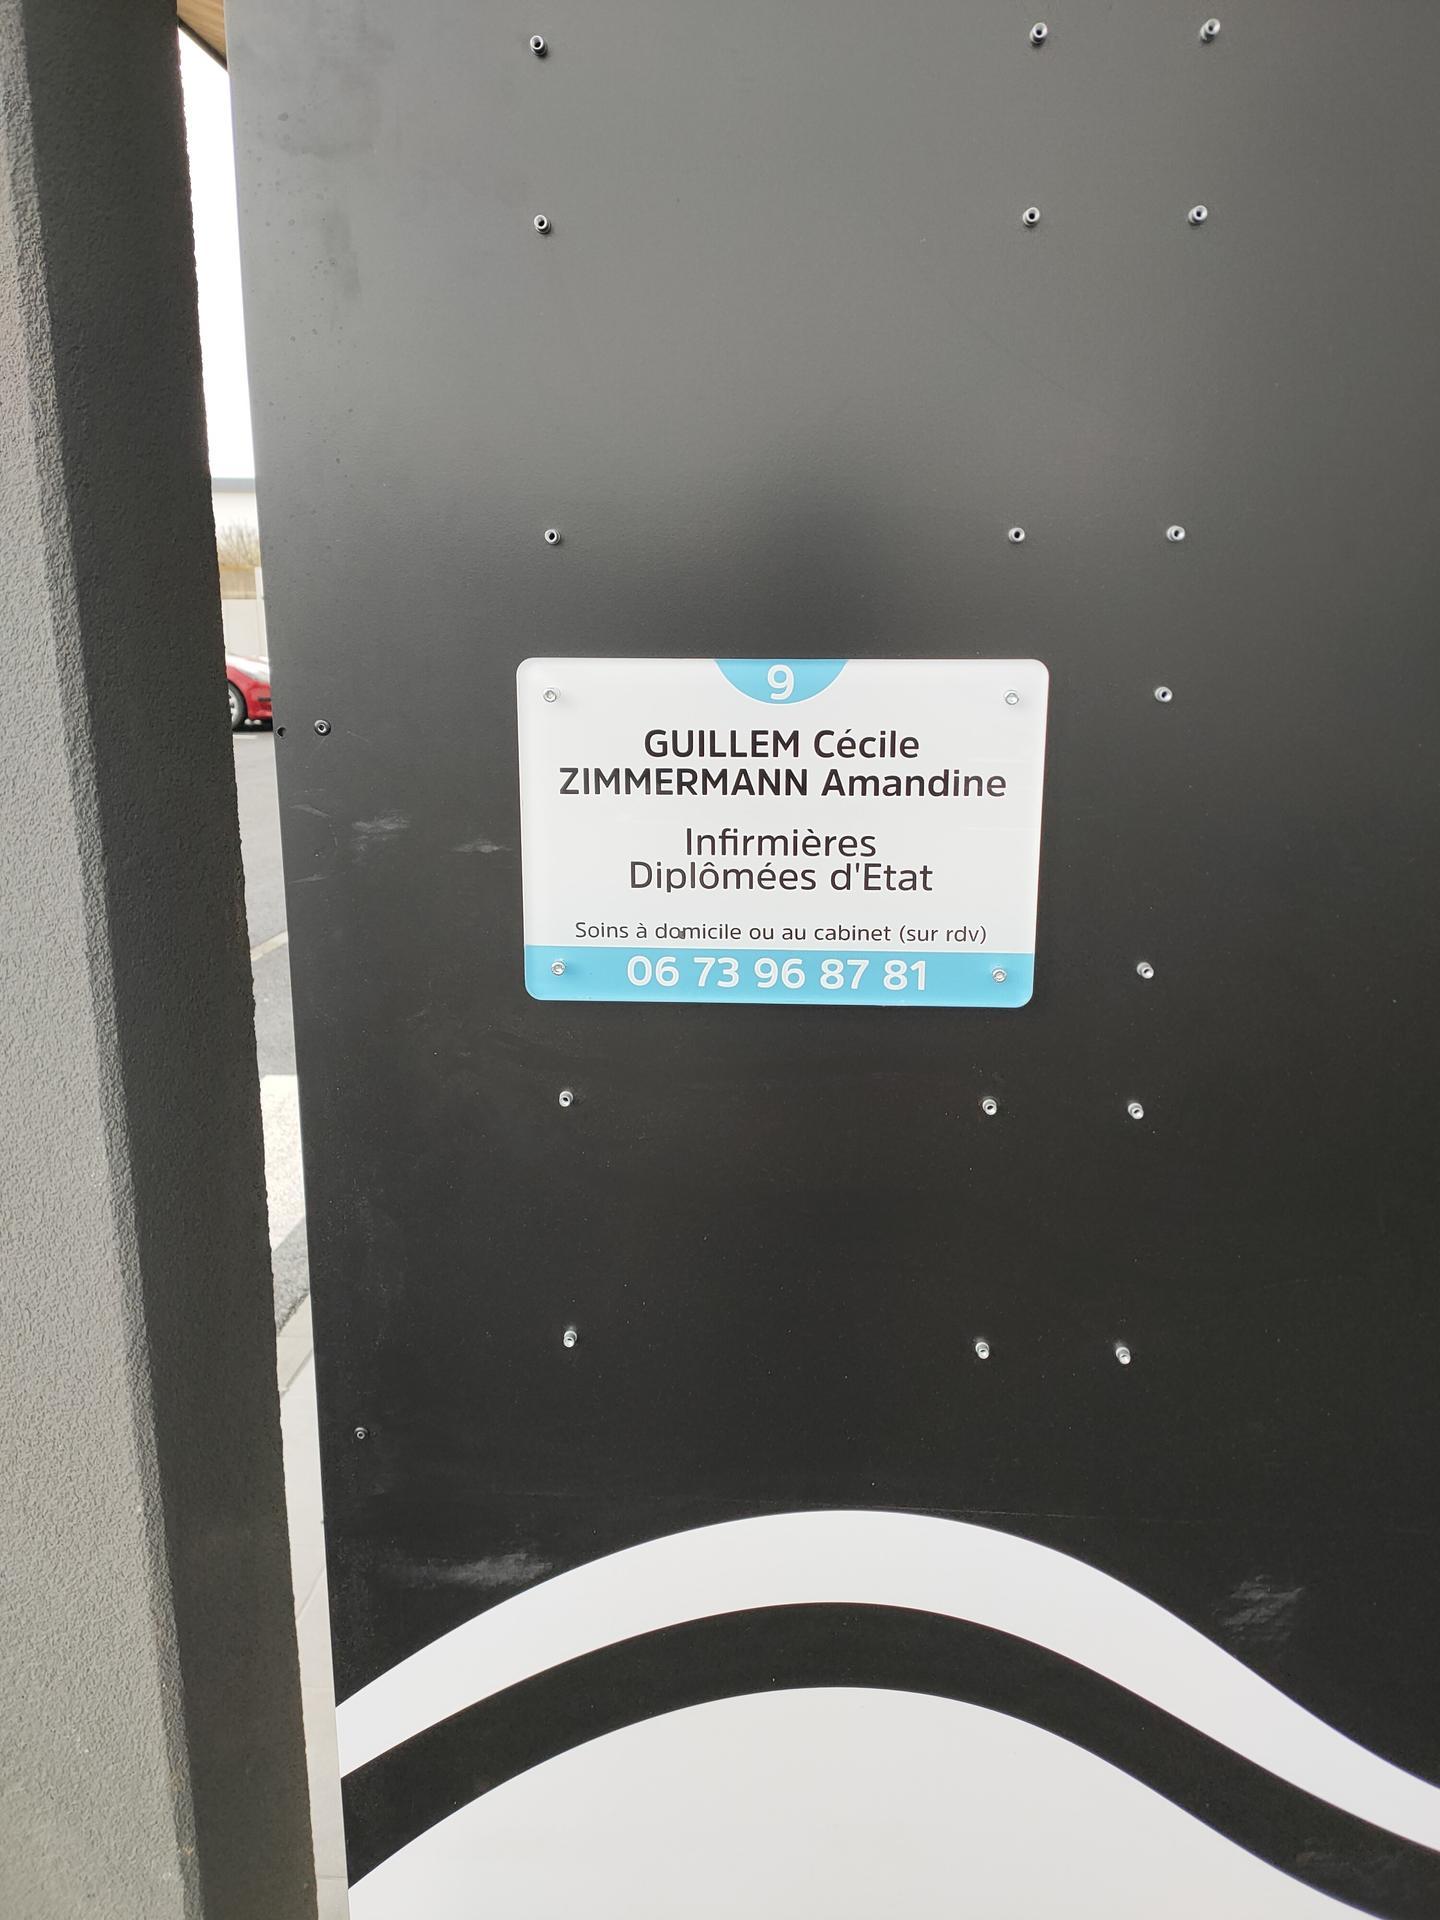 9
GUILLEM Cécile
ZIMMERMANN Amandine
Infirmières
Diplômées d'Etat
Soins à domicile ou au cabinet (sur rdv)
06 73 96 87 81